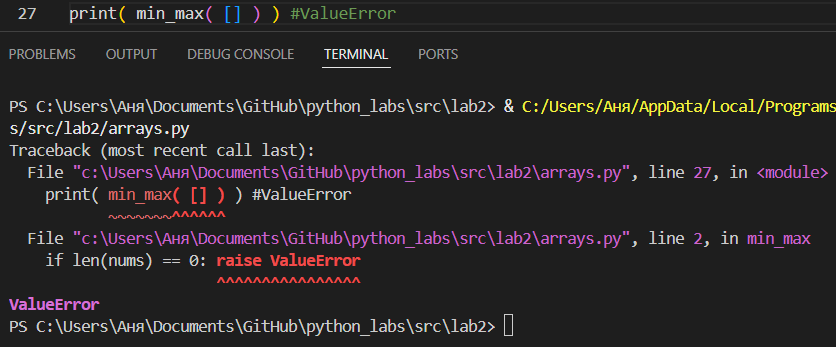 27 print( min_max( [] ) ) #ValueError
PROBLEMS OUTPUT DEBUG CONSOLE TERMINAL PORTS
PS C:\Users\Аня\Documents\GitHub\python_labs\src\lab2> & C:/Users/Аня/AppData/Local/Programs
s/src/lab2/arrays.py
Traceback (most recent call last):
  File "c:\Users\Аня\Documents\GitHub\python_labs\src\lab2\arrays.py", line 27, in <module>
    print( min_max( [] ) ) #ValueError
           ~~~~~~~^^^^^^
  File "c:\Users\Аня\Documents\GitHub\python_labs\src\lab2\arrays.py", line 2, in min_max
    if len(nums) == 0: raise ValueError
                       ^^^^^^^^^^^^^^^^
ValueError
PS C:\Users\Аня\Documents\GitHub\python_labs\src\lab2>